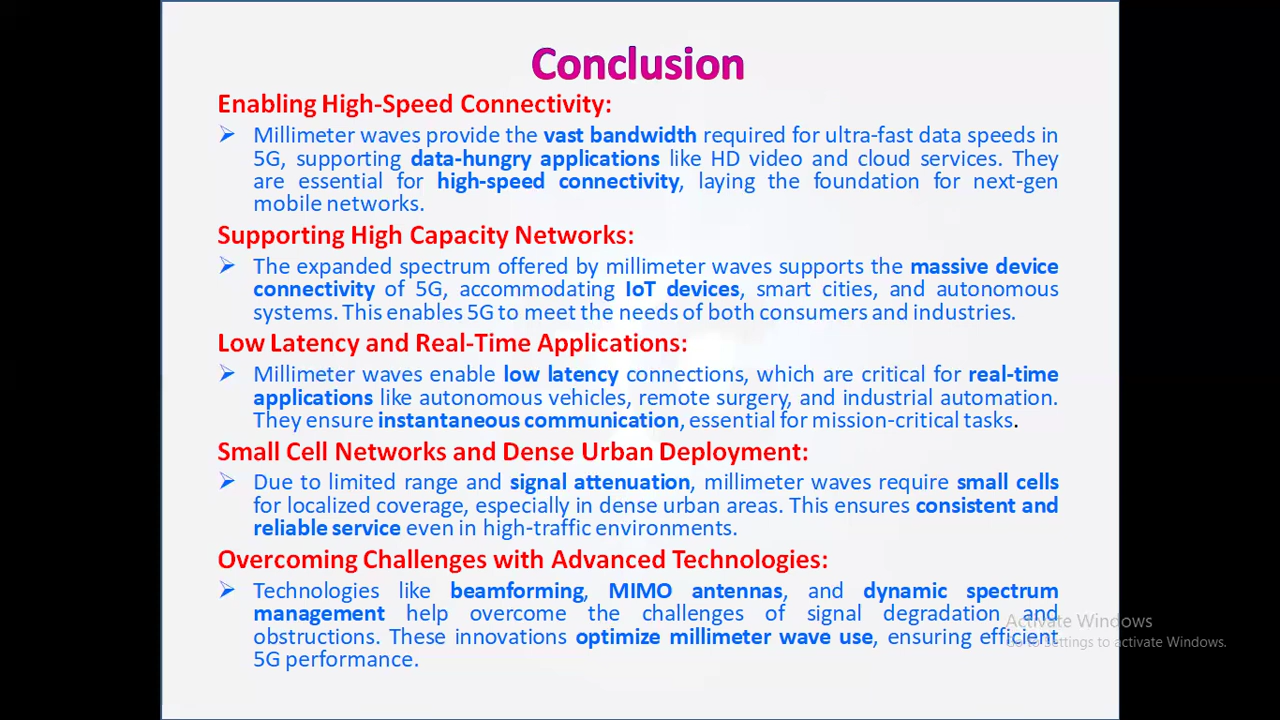 Conclusion
Enabling High-Speed Connectivity:
➢ Millimeter waves provide the vast bandwidth required for ultra-fast data speeds in
5G, supporting data-hungry applications like HD video and cloud services. They
are essential for high-speed connectivity, laying the foundation for next-gen
mobile networks.
Supporting High Capacity Networks:
➢ The expanded spectrum offered by millimeter waves supports the massive device
connectivity of 5G, accommodating IoT devices, smart cities, and autonomous
systems. This enables 5G to meet the needs of both consumers and industries.
Low Latency and Real-Time Applications:
➢ Millimeter waves enable low latency connections, which are critical for real-time
applications like autonomous vehicles, remote surgery, and industrial automation.
They ensure instantaneous communication, essential for mission-critical tasks.
Small Cell Networks and Dense Urban Deployment:
➢ Due to limited range and signal attenuation, millimeter waves require small cells
for localized coverage, especially in dense urban areas. This ensures consistent and
reliable service even in high-traffic environments.
Overcoming Challenges with Advanced Technologies:
➢ Technologies like beamforming, MIMO antennas, and dynamic spectrum
management help overcome the challenges of signal degradation and
obstructions. These innovations optimize millimeter wave use, ensuring efficient
5G performance.
Activate Windows
Go to Settings to activate Windows.